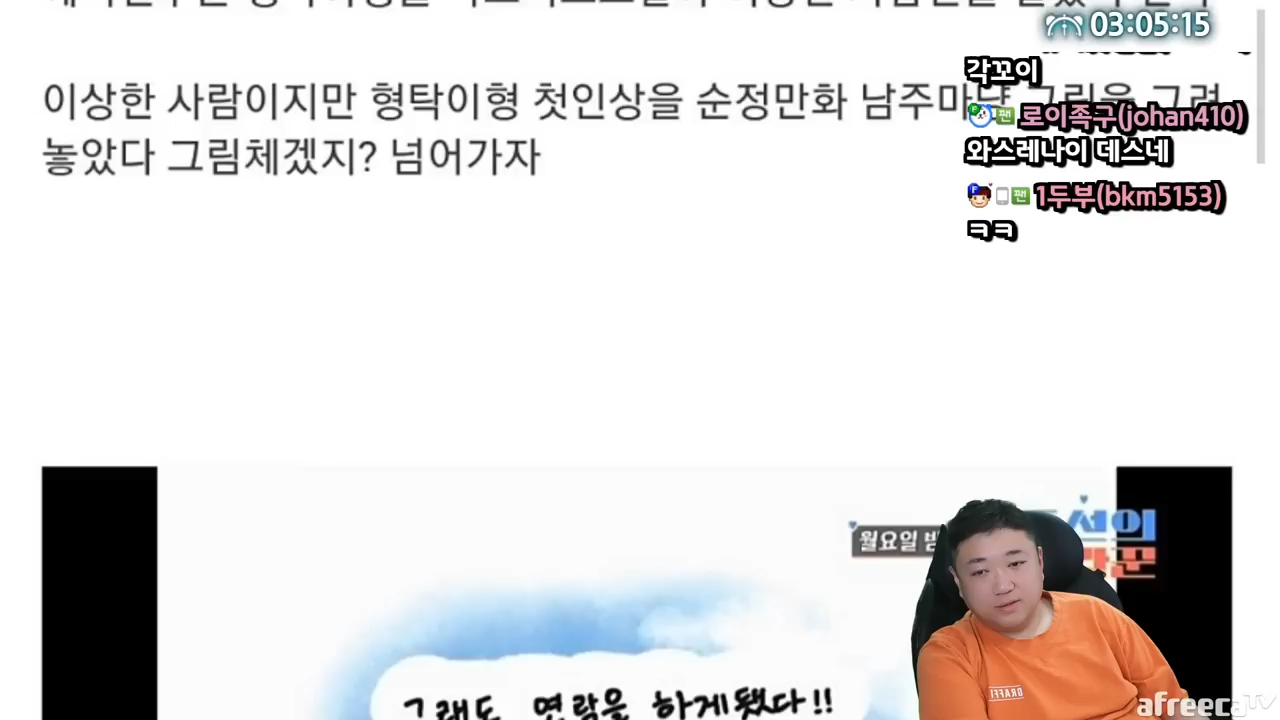 03:05:15
각꼬이
이상한 사람이지만 형탁이형 첫인상을 순정만화 남주마냥 그림을 그려
로이족구(johan410)
놓았다 그림체겠지? 넘어가자
와스레나이 데스네
1두부(bkm5153)
ㅋㅋ
월요일
그래도 연락을 하게됐다!!
DRAFFT
afreecaTV